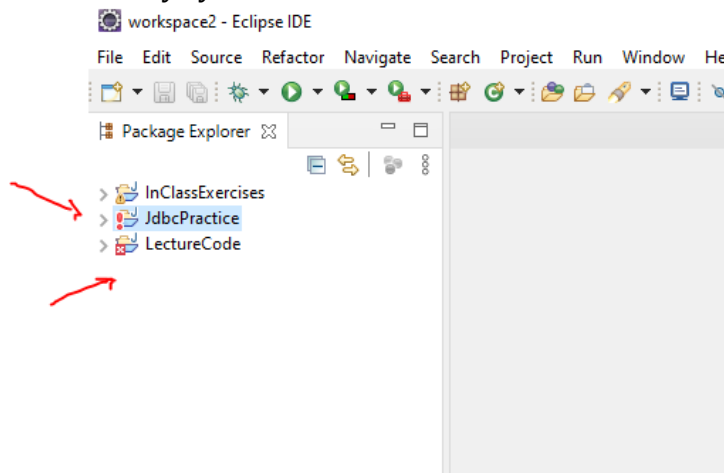 workspace2 - Eclipse IDE
File Edit Source Refactor Navigate Search Project Run Window He
Package Explorer
InClassExercises
JdbcPractice
LectureCode